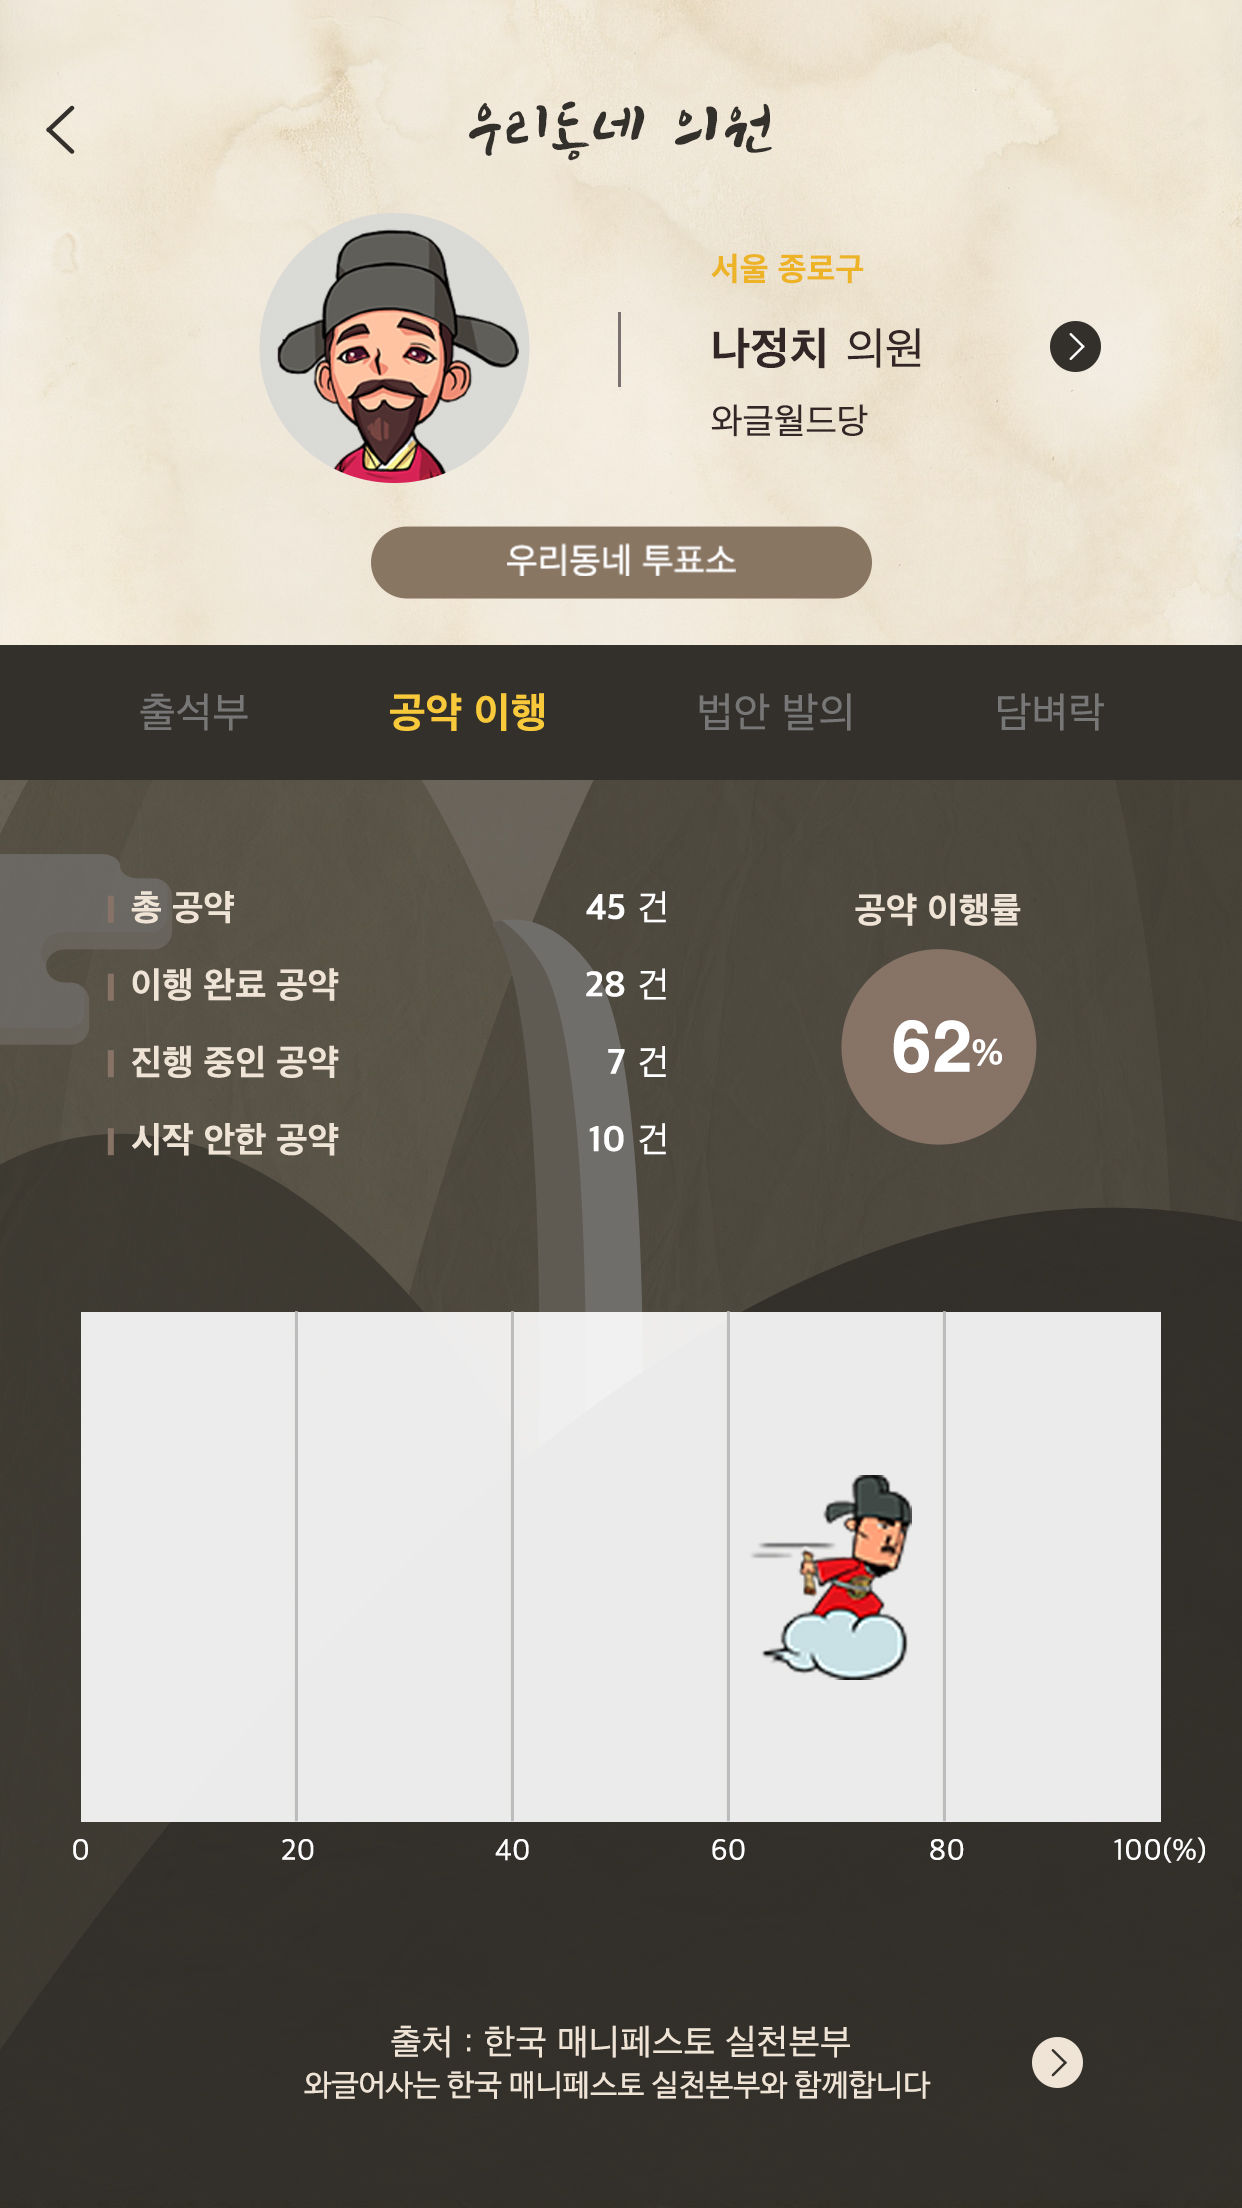 우리동네 의원
서울 종로구
나정치 의원
와글월드당
우리동네 투표소
출석부 공약 이행 법안 발의 담벼락
총 공약 45 건
이행 완료 공약 28 건
진행 중인 공약 7 건
시작 안한 공약 10 건
공약 이행률
62%
0 20 40 60 80 100(%)
출처 : 한국 매니페스토 실천본부
와글어사는 한국 매니페스토 실천본부와 함께합니다